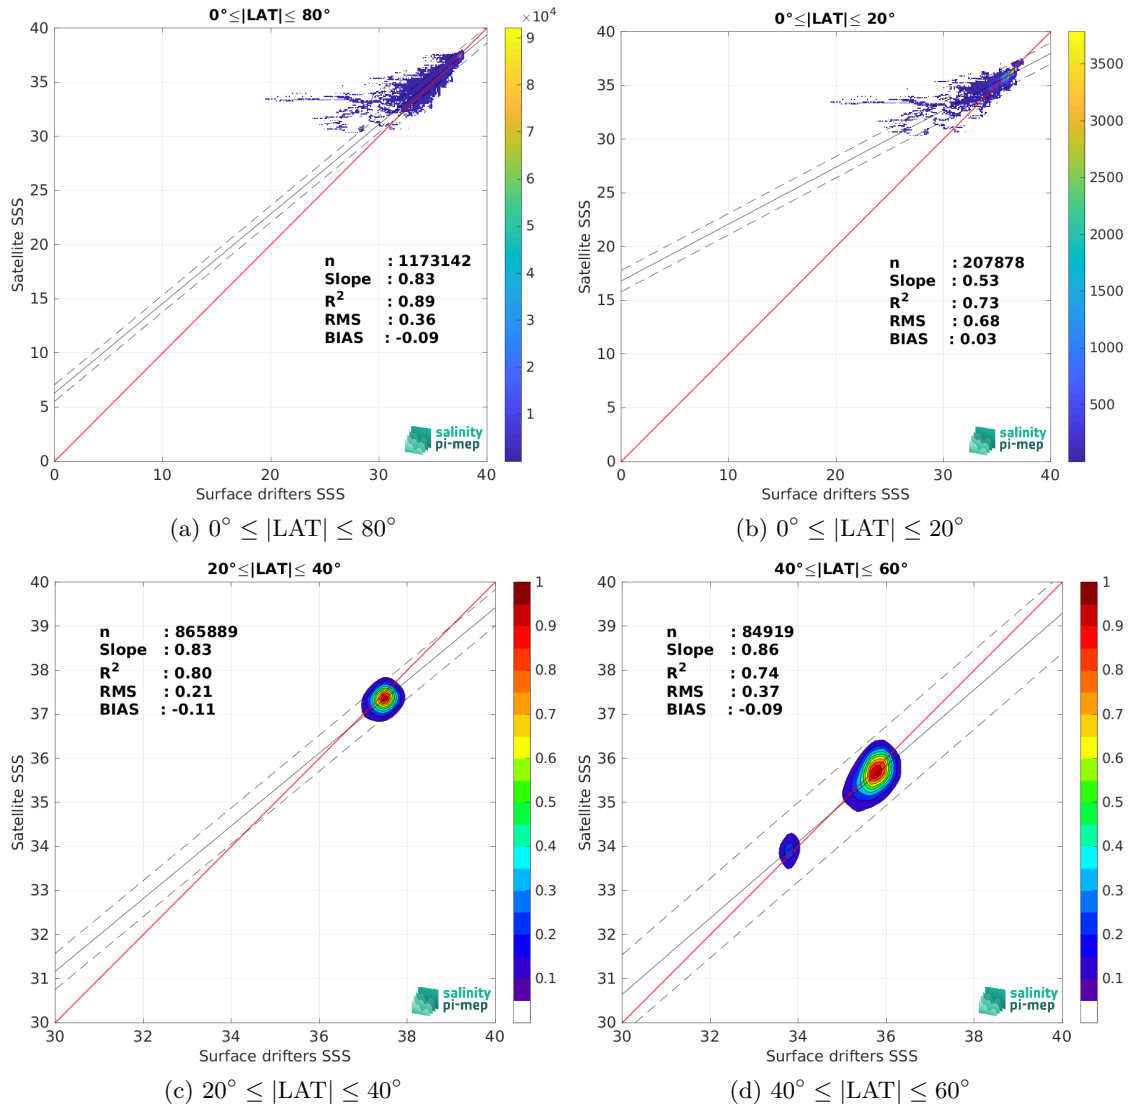 0°≤|LAT|≤ 80°
×10⁴
40
35
30
25
20
15
10
5
0
0
10
20
30
40
9
8
7
6
5
4
3
2
1
Satellite SSS
Surface drifters SSS
n : 1173142
Slope : 0.83
R² : 0.89
RMS : 0.36
BIAS : -0.09
salinity
pi-mep
(a) 0° ≤ |LAT| ≤ 80°
0°≤|LAT|≤ 20°
40
35
30
25
20
15
10
5
0
0
10
20
30
40
3500
3000
2500
2000
1500
1000
500
Satellite SSS
Surface drifters SSS
n : 207878
Slope : 0.53
R² : 0.73
RMS : 0.68
BIAS : 0.03
salinity
pi-mep
(b) 0° ≤ |LAT| ≤ 20°
20°≤|LAT|≤ 40°
40
39
38
37
36
35
34
33
32
31
30
30
32
34
36
38
40
1
0.9
0.8
0.7
0.6
0.5
0.4
0.3
0.2
0.1
Satellite SSS
Surface drifters SSS
n : 865889
Slope : 0.83
R² : 0.80
RMS : 0.21
BIAS : -0.11
salinity
pi-mep
(c) 20° ≤ |LAT| ≤ 40°
40°≤|LAT|≤ 60°
40
39
38
37
36
35
34
33
32
31
30
30
32
34
36
38
40
1
0.9
0.8
0.7
0.6
0.5
0.4
0.3
0.2
0.1
Satellite SSS
Surface drifters SSS
n : 84919
Slope : 0.86
R² : 0.74
RMS : 0.37
BIAS : -0.09
salinity
pi-mep
(d) 40° ≤ |LAT| ≤ 60°